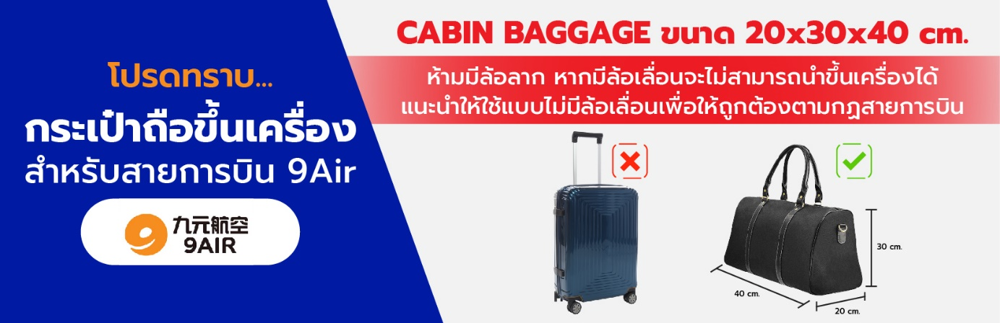 โปรดทราบ...
กระเป๋าถือขึ้นเครื่อง
สำหรับสายการบิน 9Air
九元航空
9AIR
CABIN BAGGAGE ขนาด 20x30x40 cm.
ห้ามมีล้อลาก หากมีล้อเลื่อนจะไม่สามารถนำขึ้นเครื่องได้
แนะนำให้ใช้แบบไม่มีล้อเลื่อนเพื่อให้ถูกต้องตามกฏสายการบิน
30 cm.
40 cm.
20 cm.